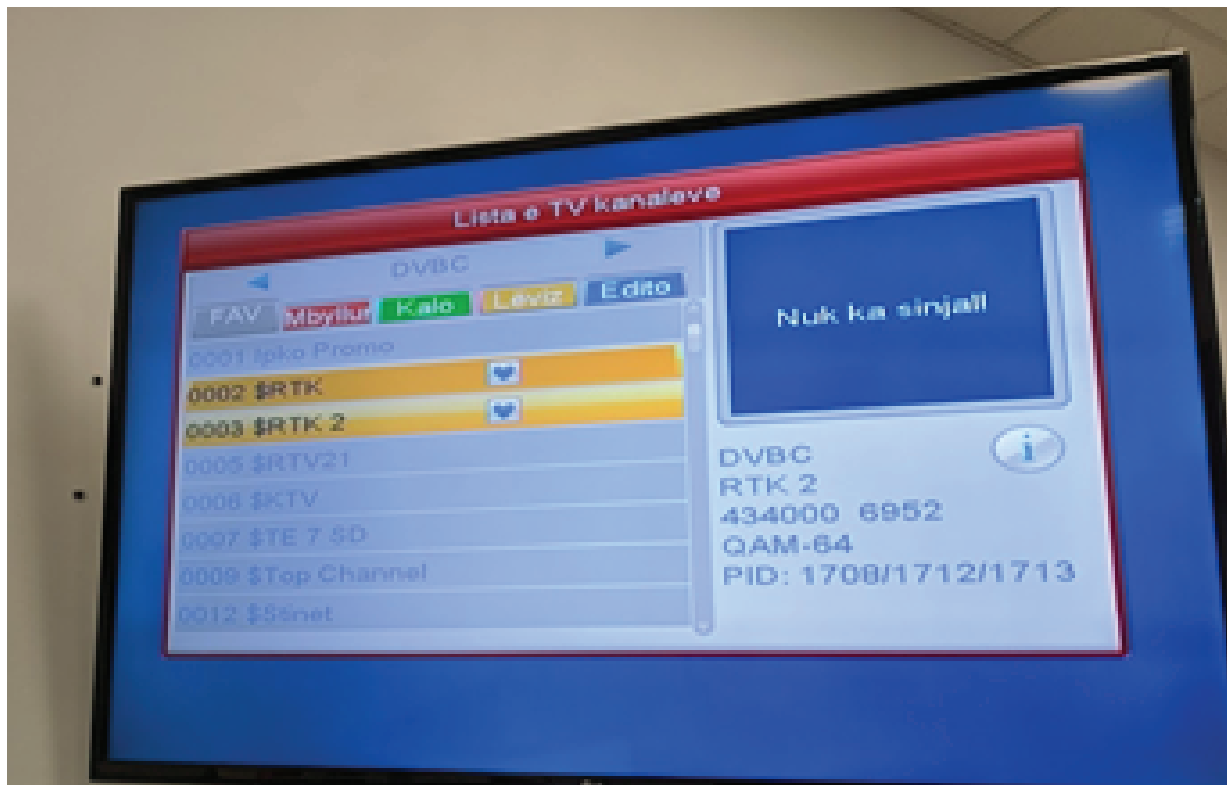 Lista e TV kanaleve
DVBC
FAV Mbyllur Kalo Leviz Edito
0001 Ipko Promo
0002 $RTK
0003 $RTK 2
0005 $RTV21
0006 $KTV
0007 $TE 7 SD
0009 $Top Channel
0012 $Stinet
Nuk ka sinjal!
i
DVBC
RTK 2
434000 6952
QAM-64
PID: 1708/1712/1713